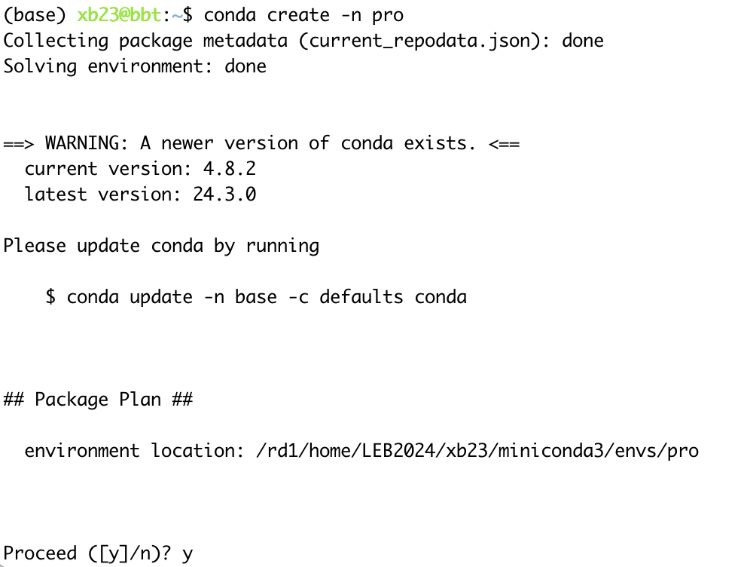 (base) xb23@bbt:~$ conda create -n pro
Collecting package metadata (current_repodata.json): done
Solving environment: done
==> WARNING: A newer version of conda exists. <==
current version: 4.8.2
latest version: 24.3.0
Please update conda by running
$ conda update -n base -c defaults conda
## Package Plan ##
environment location: /rd1/home/LEB2024/xb23/miniconda3/envs/pro
Proceed ([y]/n)? y